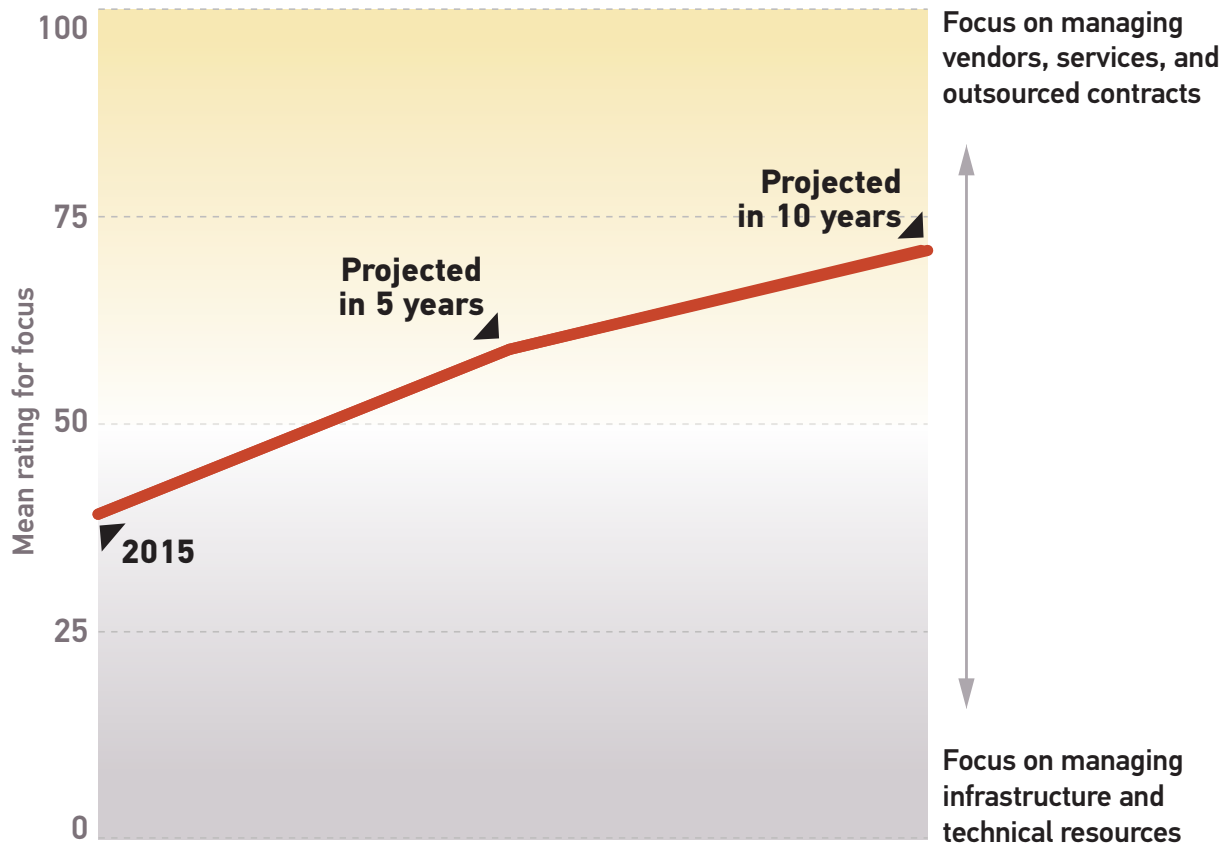 100
75
50
25
0
Mean rating for focus
2015
Projected
in 5 years
Projected
in 10 years
Focus on managing
vendors, services, and
outsourced contracts
Focus on managing
infrastructure and
technical resources